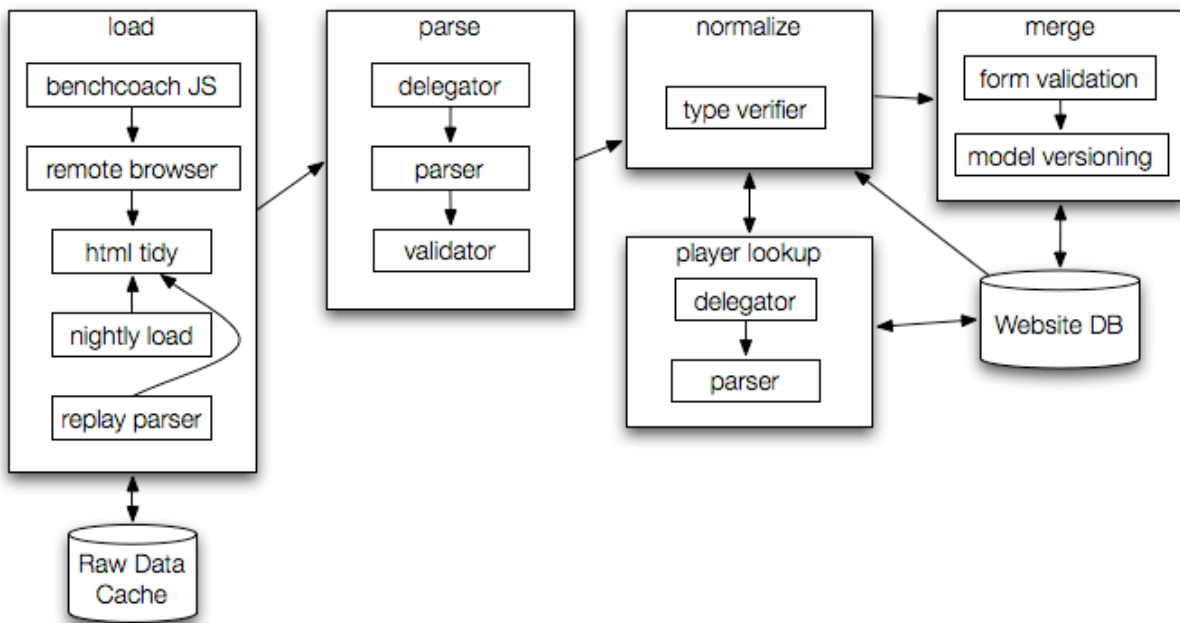 load
benchcoach JS
remote browser
html tidy
nightly load
replay parser
Raw Data
Cache
parse
delegator
parser
validator
normalize
type verifier
player lookup
delegator
parser
merge
form validation
model versioning
Website DB